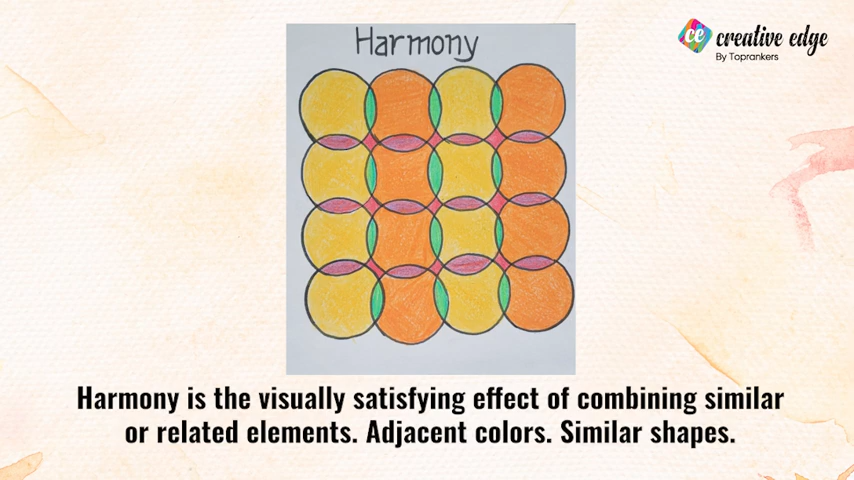 Harmony
ce creative edge
By Toprankers
Harmony is the visually satisfying effect of combining similar
or related elements. Adjacent colors. Similar shapes.